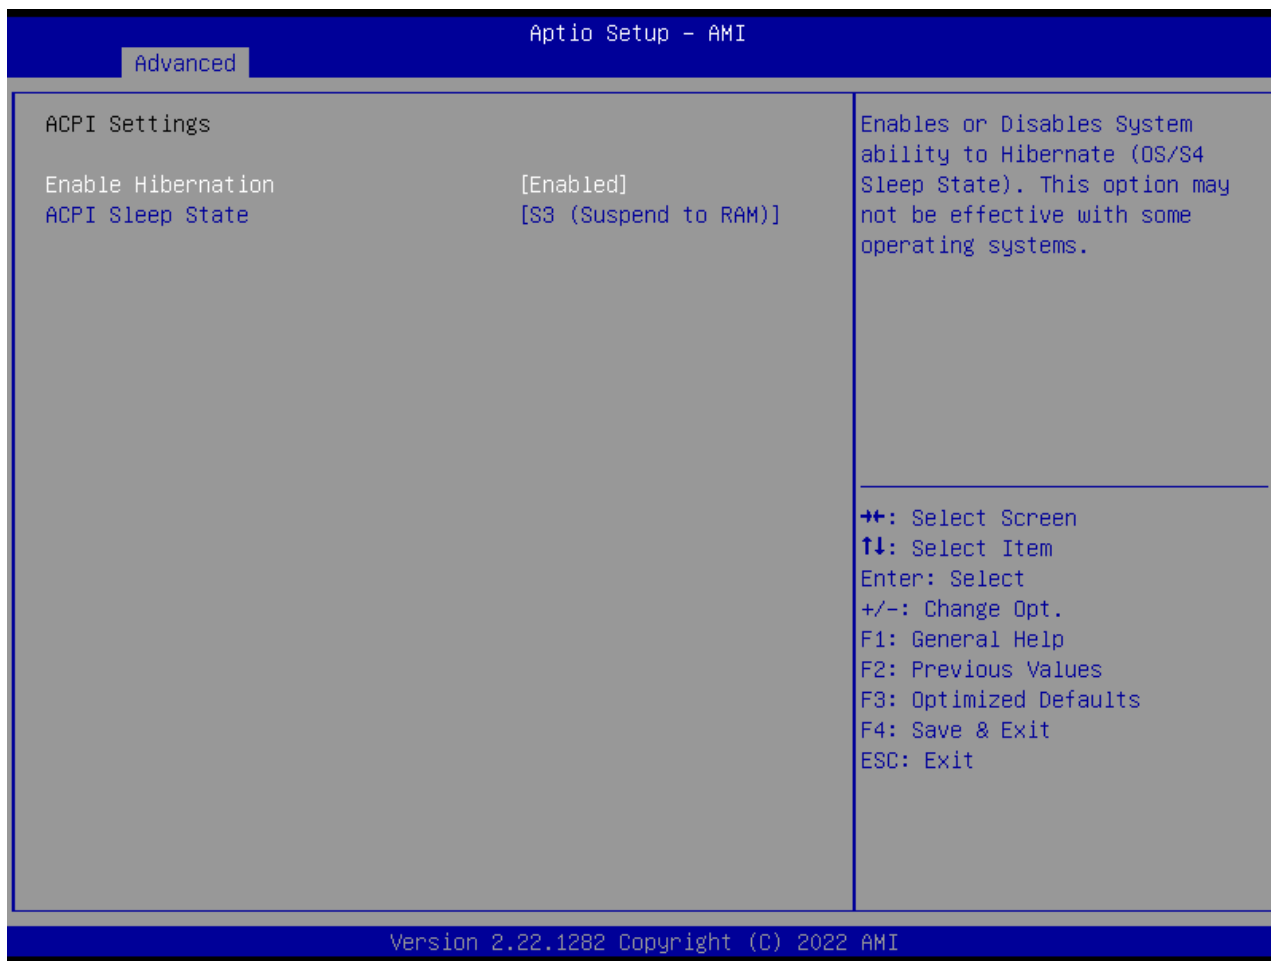 Aptio Setup – AMI
Advanced
ACPI Settings
Enable Hibernation [Enabled]
ACPI Sleep State [S3 (Suspend to RAM)]
Enables or Disables System
ability to Hibernate (OS/S4
Sleep State). This option may
not be effective with some
operating systems.
→←: Select Screen
↑↓: Select Item
Enter: Select
+/-: Change Opt.
F1: General Help
F2: Previous Values
F3: Optimized Defaults
F4: Save & Exit
ESC: Exit
Version 2.22.1282 Copyright (C) 2022 AMI